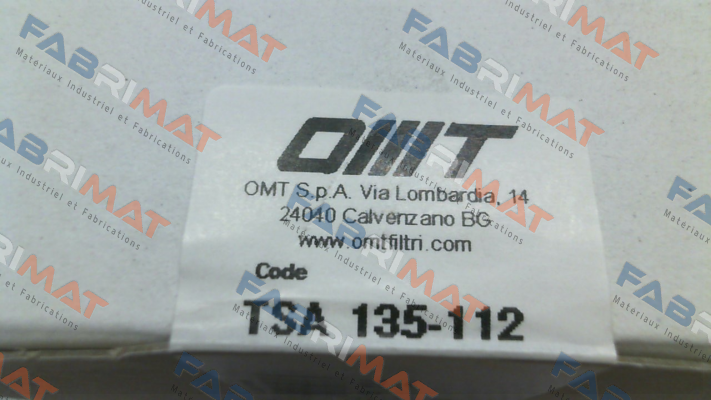 OMT
OMT S.p.A. Via Lombardia, 14
24040 Calvenzano BG
www.omtfiltri.com
Code
TSA 135-112
FABRIMAT
Matériaux Industriel et Fabrications